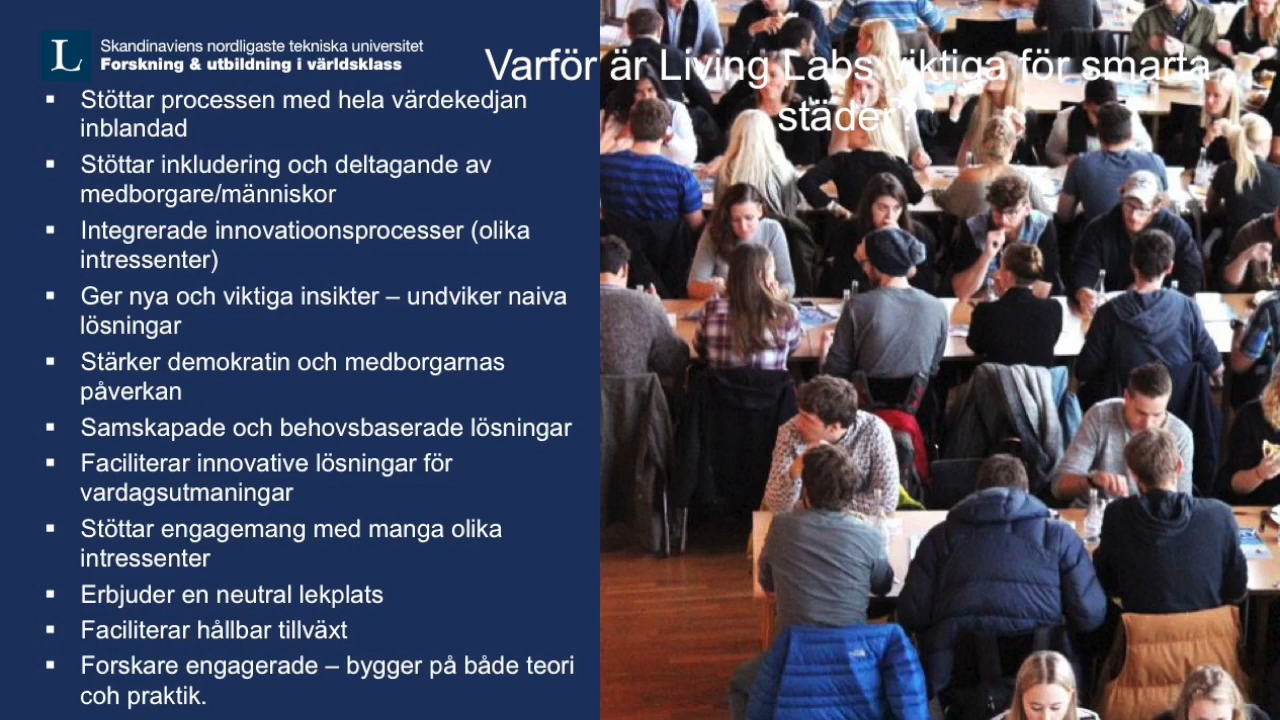 L
Skandinaviens nordligaste tekniska universitet
Forskning & utbildning i världsklass
Varför är Living Labs viktiga för smarta
städer?
▪ Stöttar processen med hela värdekedjan
inblandad
▪ Stöttar inkludering och deltagande av
medborgare/människor
▪ Integrerade innovatioonsprocesser (olika
intressenter)
▪ Ger nya och viktiga insikter – undviker naiva
lösningar
▪ Stärker demokratin och medborgarnas
påverkan
▪ Samskapade och behovsbaserade lösningar
▪ Faciliterar innovative lösningar för
vardagsutmaningar
▪ Stöttar engagemang med manga olika
intressenter
▪ Erbjuder en neutral lekplats
▪ Faciliterar hållbar tillväxt
▪ Forskare engagerade – bygger på både teori
coh praktik.